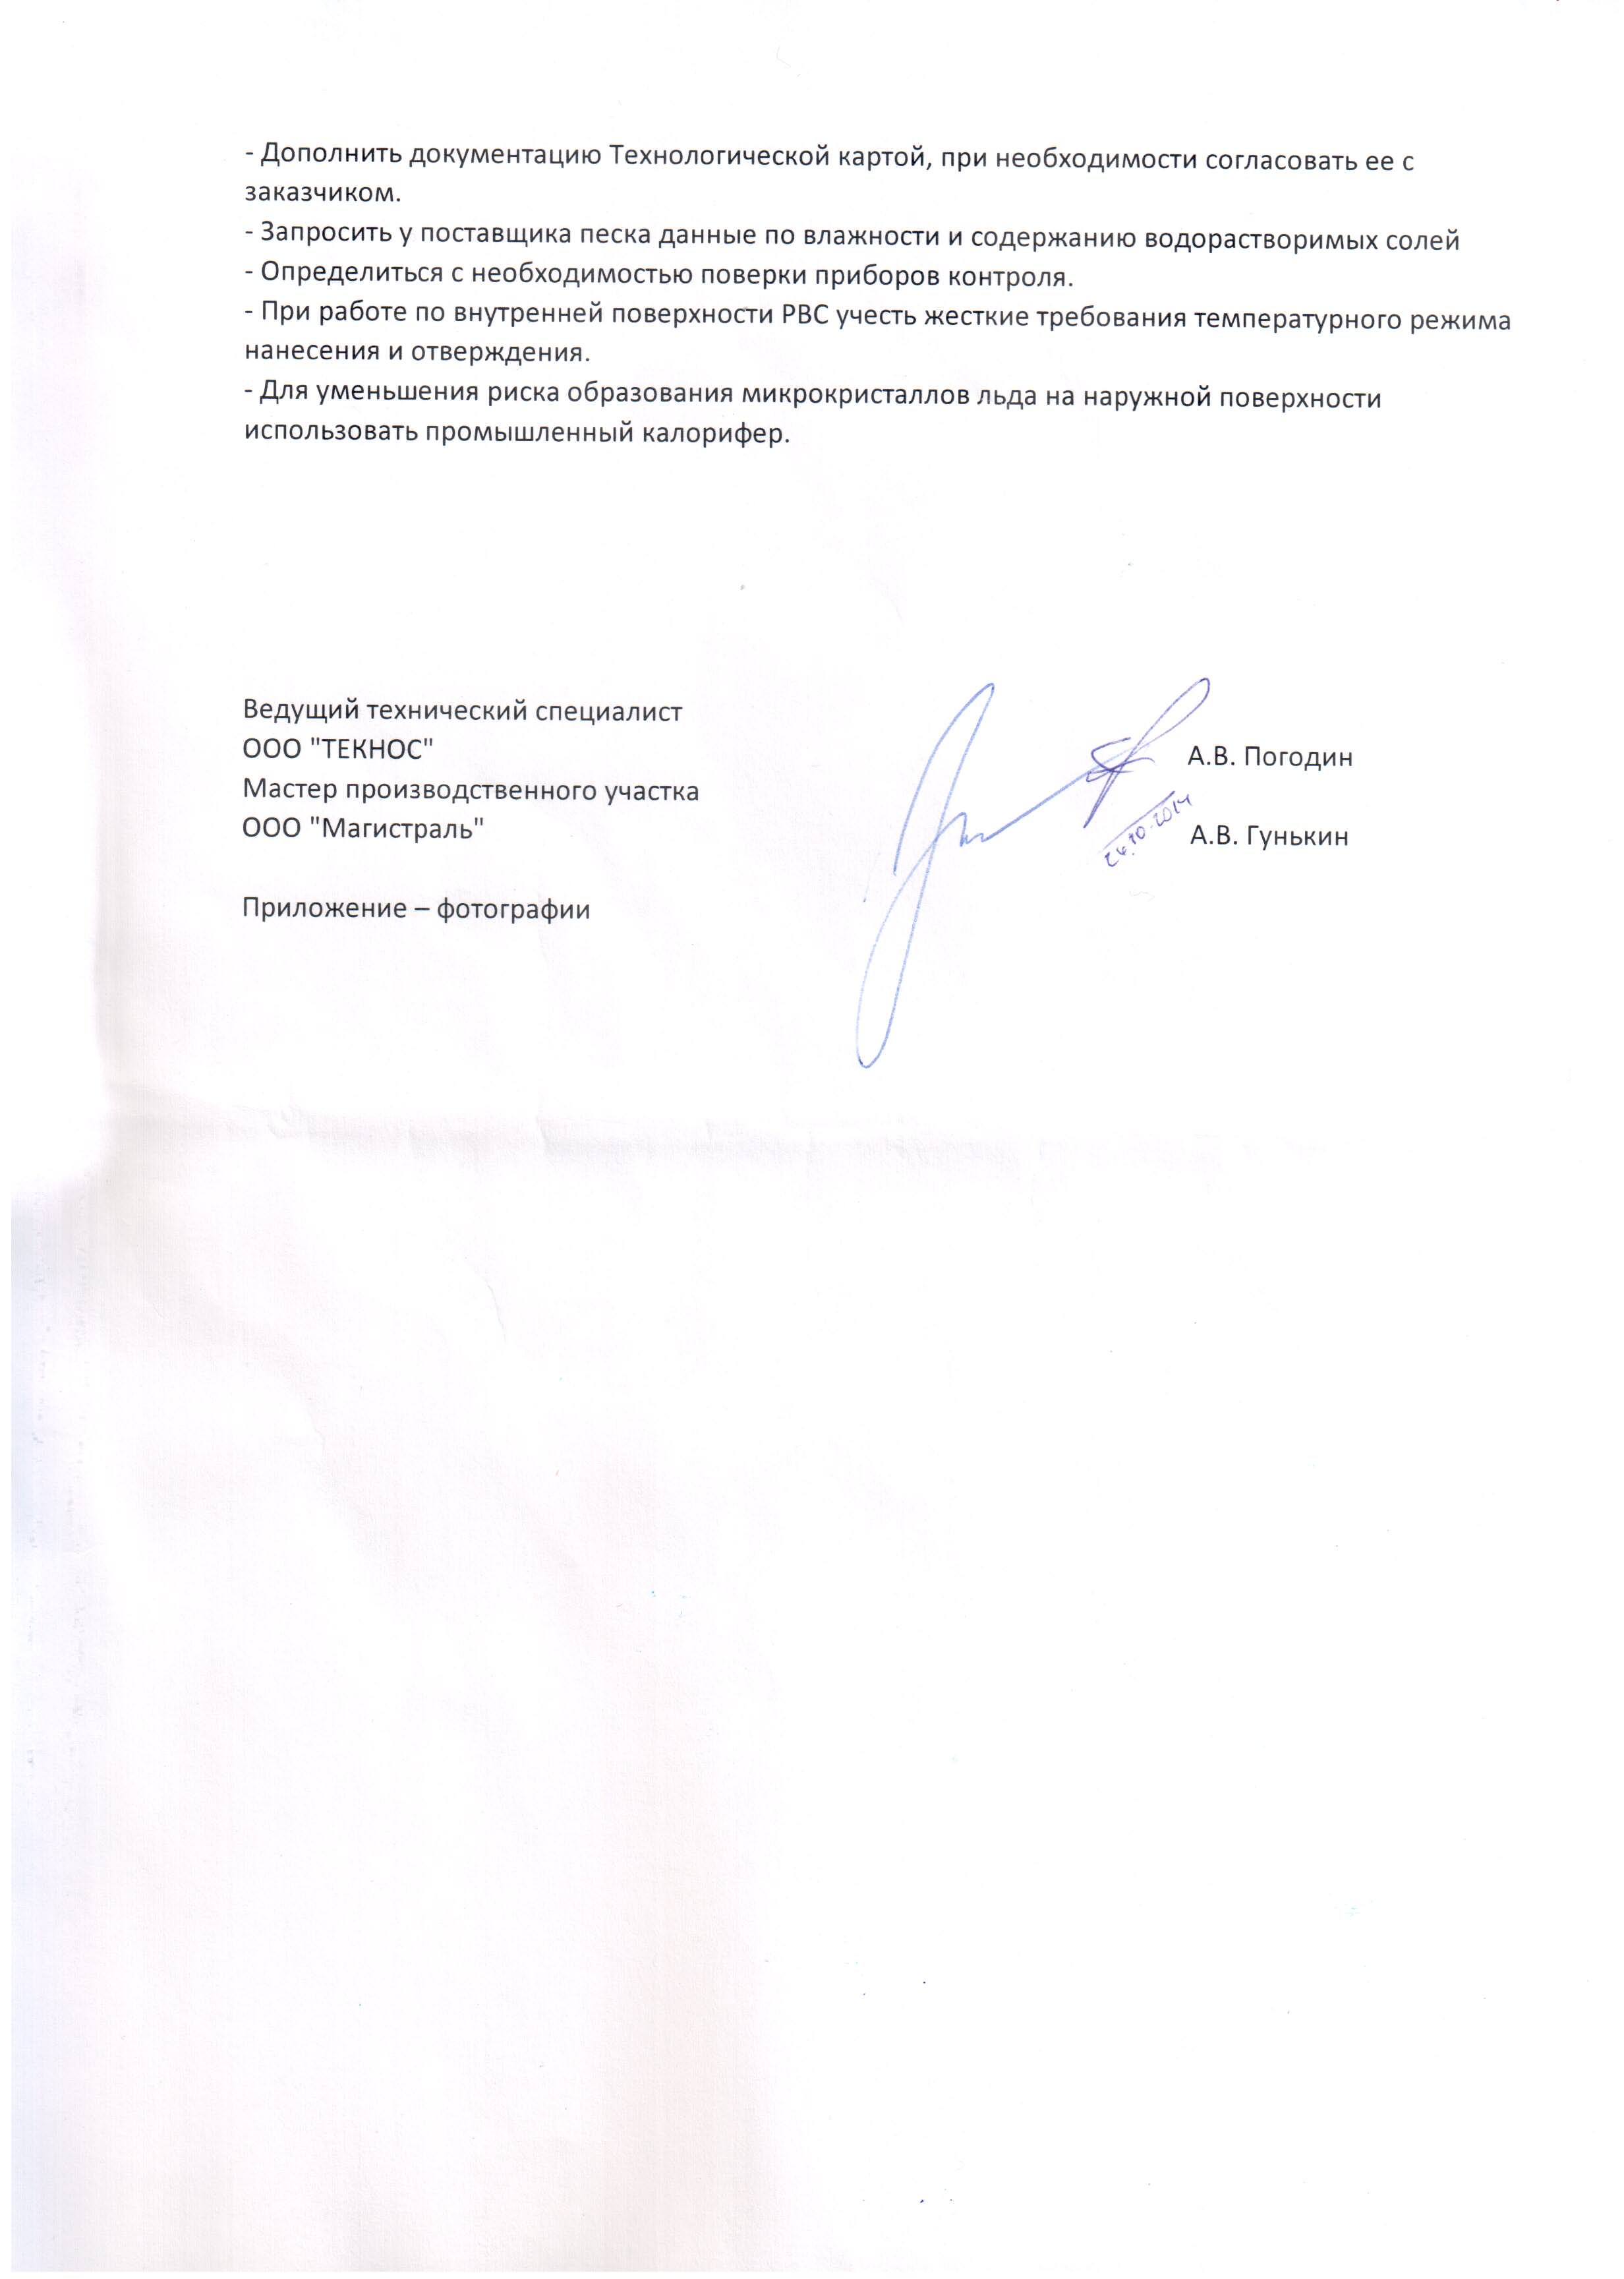 - Дополнить документацию Технологической картой, при необходимости согласовать ее с
заказчиком.
- Запросить у поставщика песка данные по влажности и содержанию водорастворимых солей
- Определиться с необходимостью поверки приборов контроля.
- При работе по внутренней поверхности РВС учесть жесткие требования температурного режима
нанесения и отверждения.
- Для уменьшения риска образования микрокристаллов льда на наружной поверхности
использовать промышленный калорифер.
Ведущий технический специалист
ООО "ТЕКНОС" А.В. Погодин
Мастер производственного участка
ООО "Магистраль" А.В. Гунькин
Приложение – фотографии